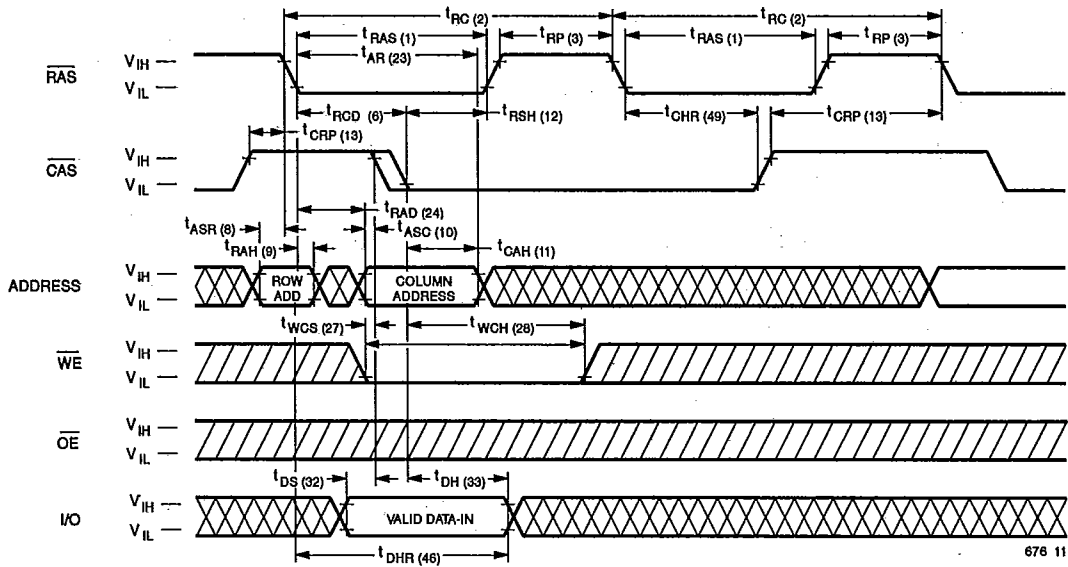 tRC (2) tRC (2)
tRAS (1) tRP (3) tRAS (1) tRP (3)
tAR (23)
RAS VIH
VIL
tRCD (6) tRSH (12) tCHR (49) tCRP (13)
tCRP (13)
CAS VIH
VIL
tRAD (24)
tASR (8) tASC (10)
tRAH (9) tCAH (11)
ADDRESS VIH
VIL
ROW
ADD
COLUMN
ADDRESS
tWCS (27) tWCH (28)
WE VIH
VIL
OE VIH
VIL
tDS (32) tDH (33)
I/O VIH
VIL
VALID DATA-IN
tDHR (46)
676 11